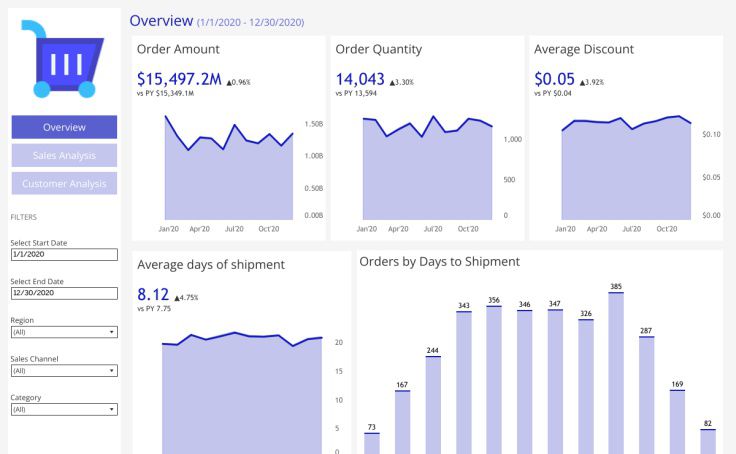 Overview (1/1/2020 - 12/30/2020)
Overview
Sales Analysis
Customer Analysis
FILTERS
Select Start Date
1/1/2020
Select End Date
12/30/2020
Region
(All)
Sales Channel
(All)
Category
(All)
Order Amount
$15,497.2M ▲0.96%
vs PY $15,349.1M
1.50B
1.00B
0.50B
0.00B
Jan'20 Apr'20 Jul'20 Oct'20
Order Quantity
14,043 ▲3.30%
vs PY 13,594
1,000
500
0
Jan'20 Apr'20 Jul'20 Oct'20
Average Discount
$0.05 ▲3.92%
vs PY $0.04
$0.10
$0.05
$0.00
Jan'20 Apr'20 Jul'20 Oct'20
Average days of shipment
8.12 ▲4.75%
vs PY 7.75
20
15
10
5
0
Orders by Days to Shipment
73 167 244 343 356 346 347 326 385 287 169 82